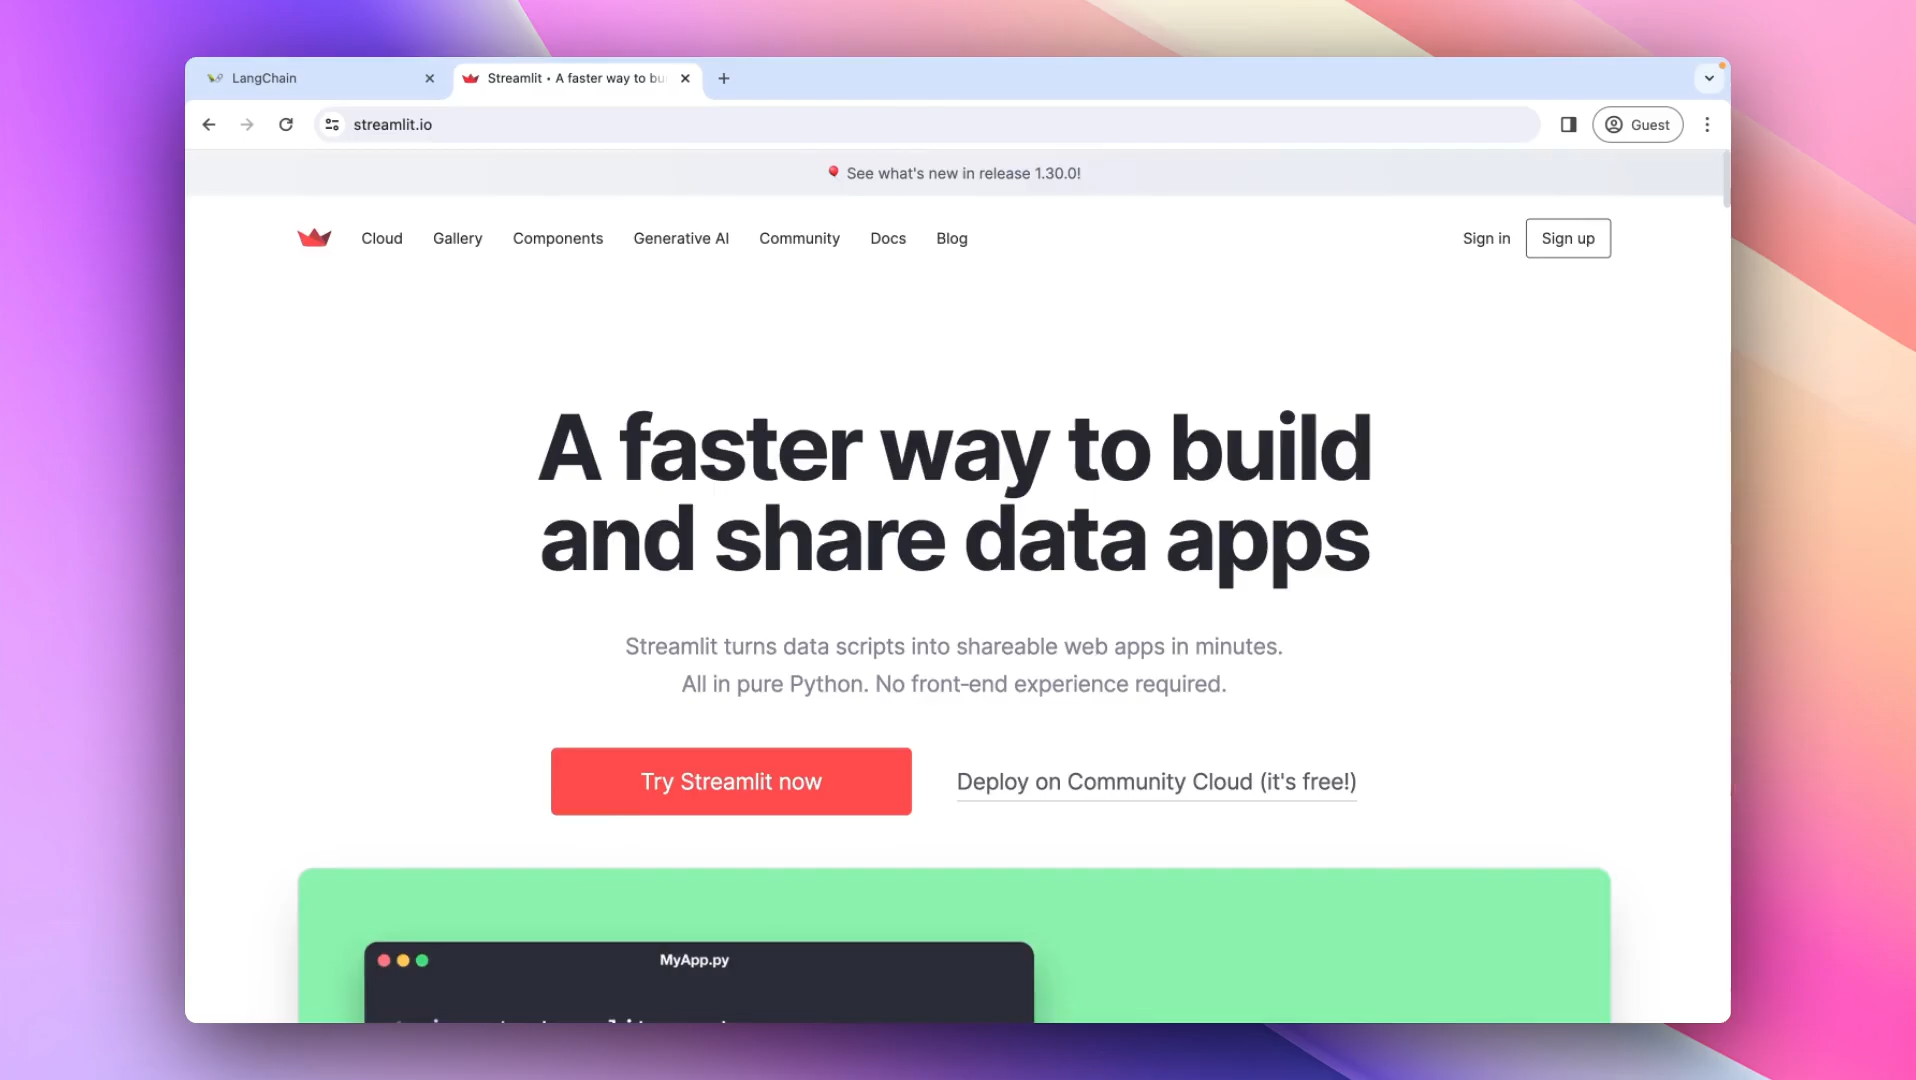 LangChain
Streamlit • A faster way to bu
streamlit.io
Guest
See what's new in release 1.30.0!
Cloud Gallery Components Generative AI Community Docs Blog
Sign in Sign up
A faster way to build
and share data apps
Streamlit turns data scripts into shareable web apps in minutes.
All in pure Python. No front-end experience required.
Try Streamlit now
Deploy on Community Cloud (it's free!)
MyApp.py